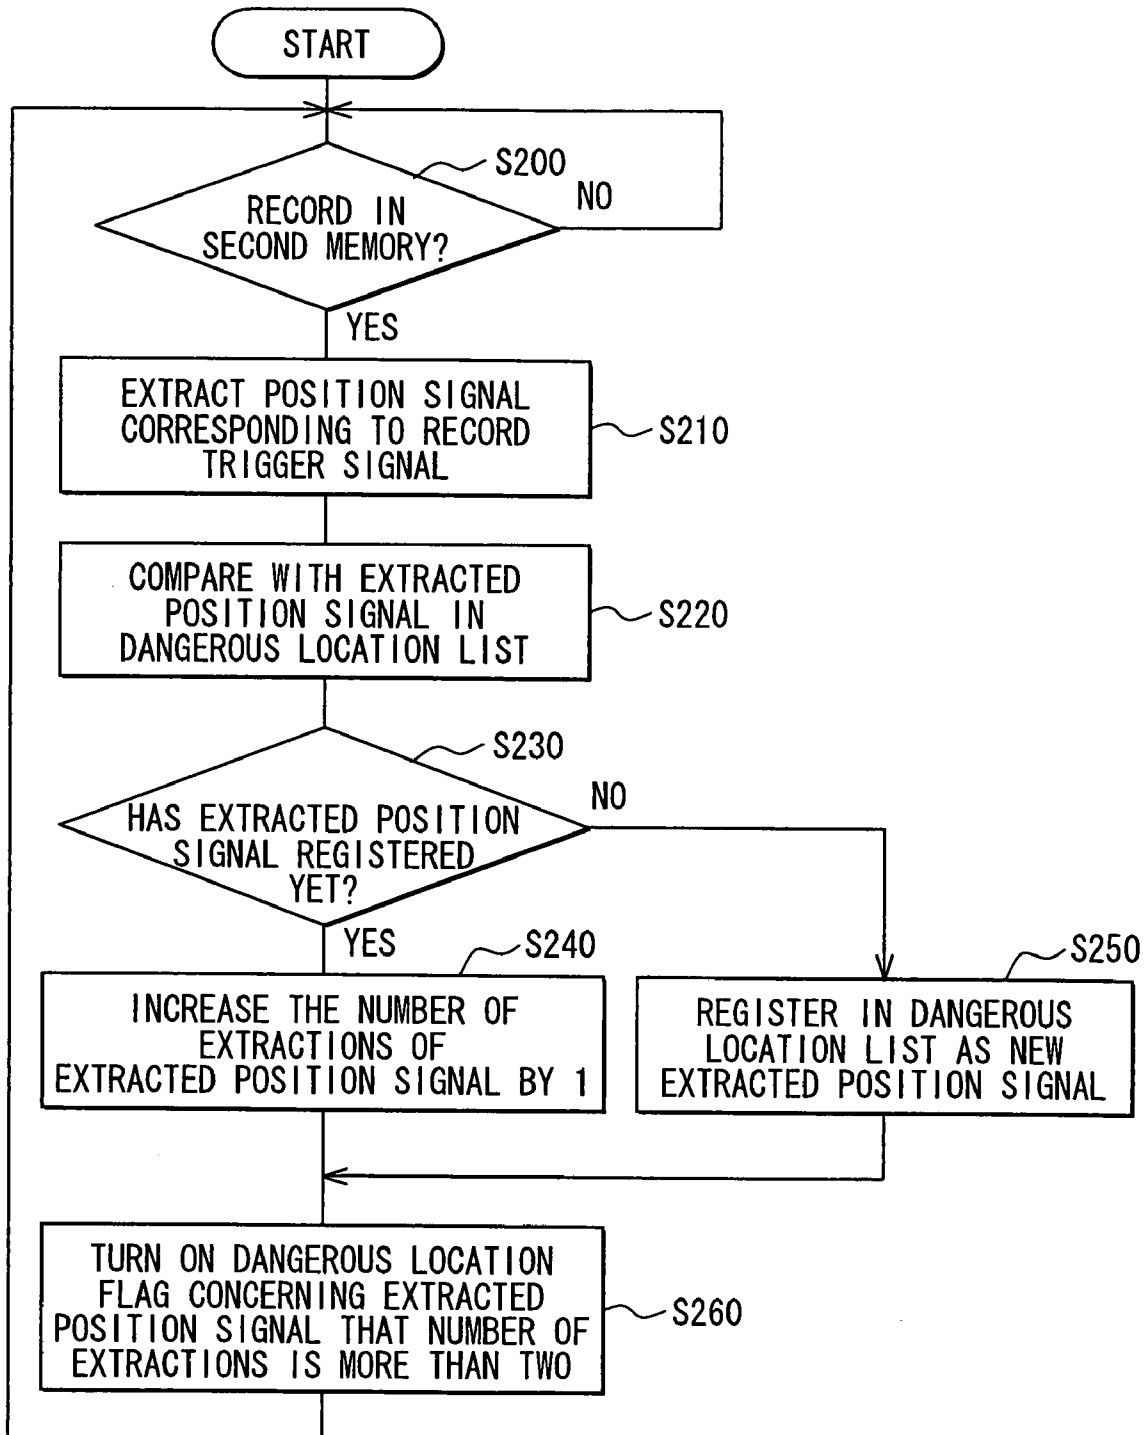 START
S200
NO
RECORD IN
SECOND MEMORY?
YES
EXTRACT POSITION SIGNAL
CORRESPONDING TO RECORD
TRIGGER SIGNAL
S210
COMPARE WITH EXTRACTED
POSITION SIGNAL IN
DANGEROUS LOCATION LIST
S220
S230
NO
HAS EXTRACTED POSITION
SIGNAL REGISTERED
YET?
YES
S240
S250
INCREASE THE NUMBER OF
EXTRACTIONS OF
EXTRACTED POSITION SIGNAL BY 1
REGISTER IN DANGEROUS
LOCATION LIST AS NEW
EXTRACTED POSITION SIGNAL
TURN ON DANGEROUS LOCATION
FLAG CONCERNING EXTRACTED
POSITION SIGNAL THAT NUMBER OF
EXTRACTIONS IS MORE THAN TWO
S260